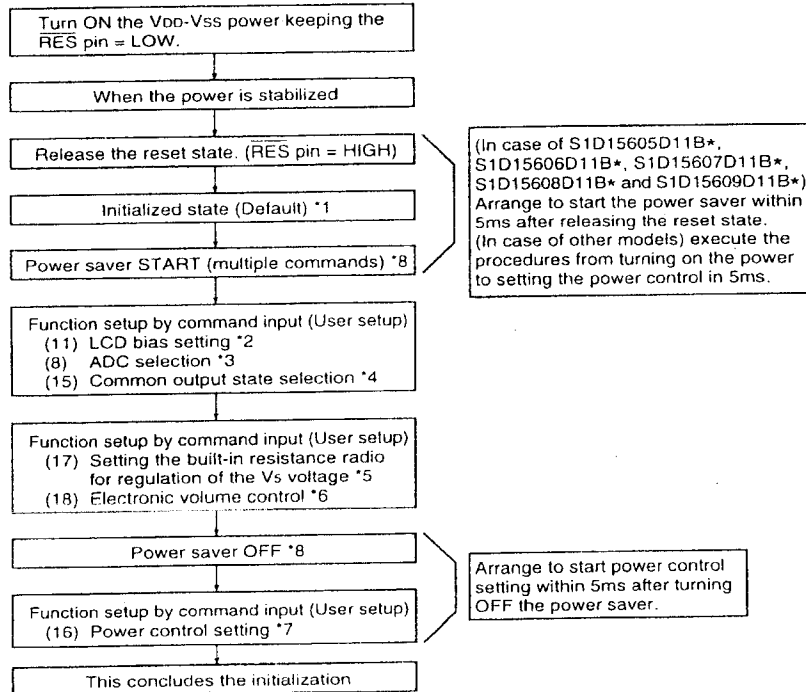 Turn ON the VDD-VSS power keeping the
RES pin = LOW.
When the power is stabilized
Release the reset state. (RES pin = HIGH)
Initialized state (Default) *1
Power saver START (multiple commands) *8
(In case of S1D15605D11B*,
S1D15606D11B*, S1D15607D11B*,
S1D15608D11B* and S1D15609D11B*)
Arrange to start the power saver within
5ms after releasing the reset state.
(In case of other models) execute the
procedures from turning on the power
to setting the power control in 5ms.
Function setup by command input (User setup)
(11) LCD bias setting *2
(8) ADC selection *3
(15) Common output state selection *4
Function setup by command input (User setup)
(17) Setting the built-in resistance radio
for regulation of the V5 voltage *5
(18) Electronic volume control *6
Power saver OFF *8
Function setup by command input (User setup)
(16) Power control setting *7
Arrange to start power control
setting within 5ms after turning
OFF the power saver.
This concludes the initialization